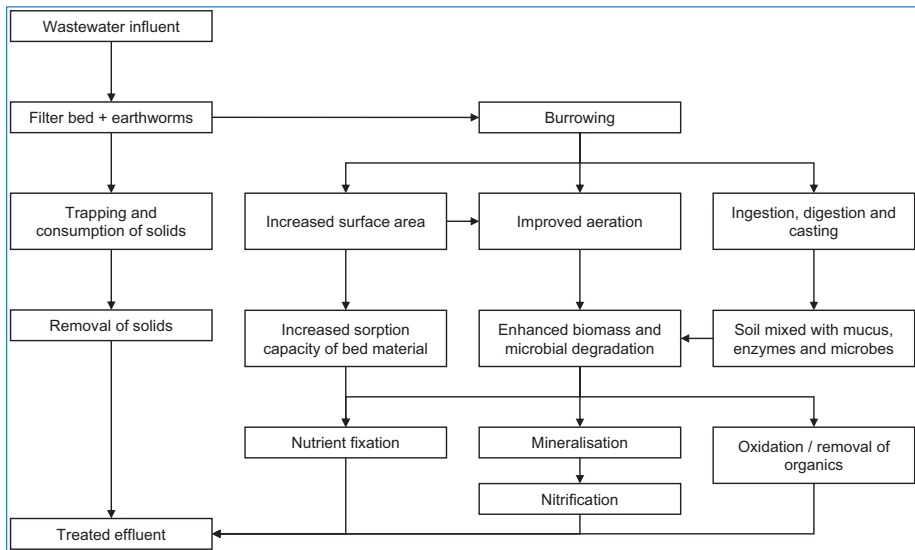 Wastewater influent
Filter bed + earthworms
Burrowing
Trapping and
consumption of solids
Increased surface area
Improved aeration
Ingestion, digestion and
casting
Removal of solids
Increased sorption
capacity of bed material
Enhanced biomass and
microbial degradation
Soil mixed with mucus,
enzymes and microbes
Nutrient fixation
Mineralisation
Oxidation / removal of
organics
Nitrification
Treated effluent